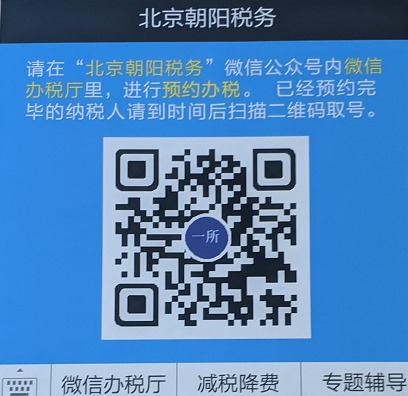 北京朝阳税务
请在“北京朝阳税务”微信公众号内微信
办税厅里，进行预约办税。 已经预约完
毕的纳税人请到时间后扫描二维码取号。
一所
微信办税厅
减税降费
专题辅导